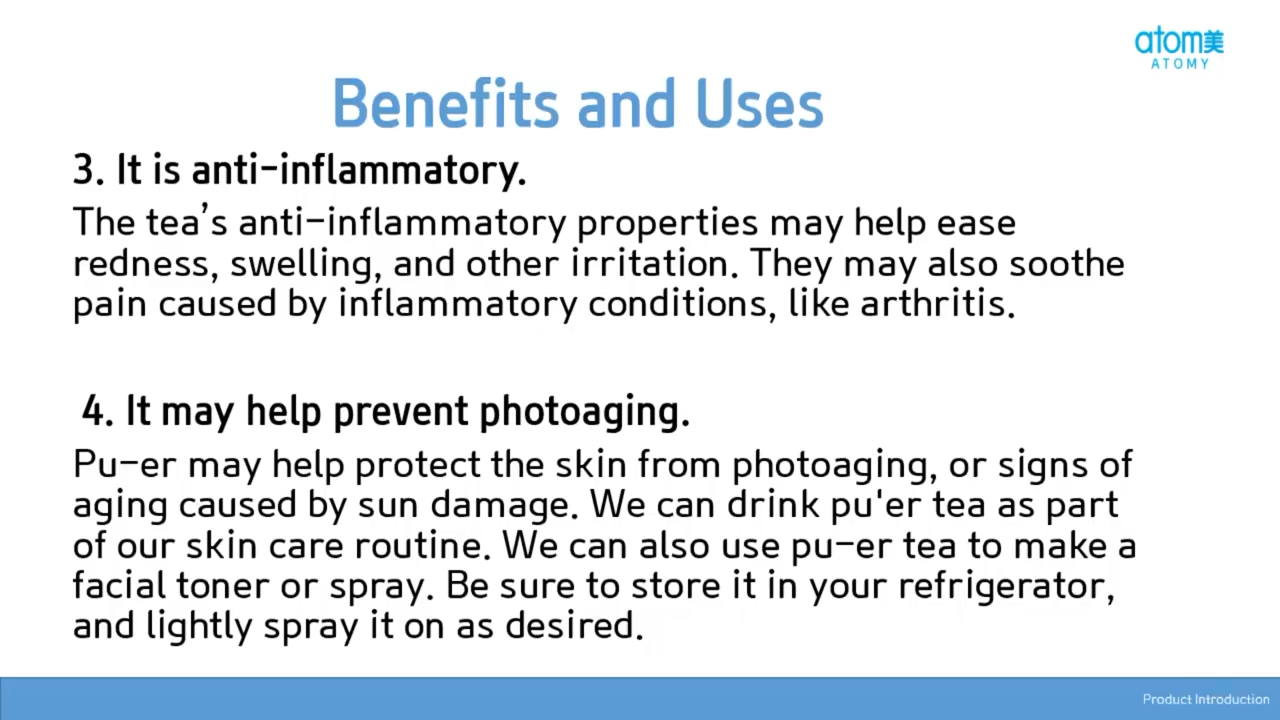 atom美
ATOMY
Benefits and Uses
3. It is anti-inflammatory.
The tea's anti-inflammatory properties may help ease
redness, swelling, and other irritation. They may also soothe
pain caused by inflammatory conditions, like arthritis.
4. It may help prevent photoaging.
Pu-er may help protect the skin from photoaging, or signs of
aging caused by sun damage. We can drink pu'er tea as part
of our skin care routine. We can also use pu-er tea to make a
facial toner or spray. Be sure to store it in your refrigerator,
and lightly spray it on as desired.
Product Introduction